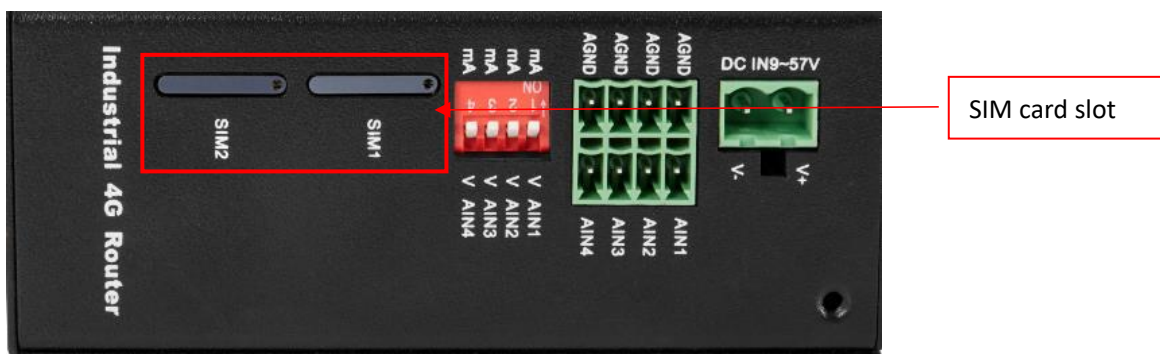 Industrial 4G Router
SIM2
SIM1
mA
mA
mA
mA
ON
4
3
2
1
V AIN4
V AIN3
V AIN2
V AIN1
AGND
AGND
AGND
AGND
AIN4
AIN3
AIN2
AIN1
DC IN9~57V
V-
V+
SIM card slot